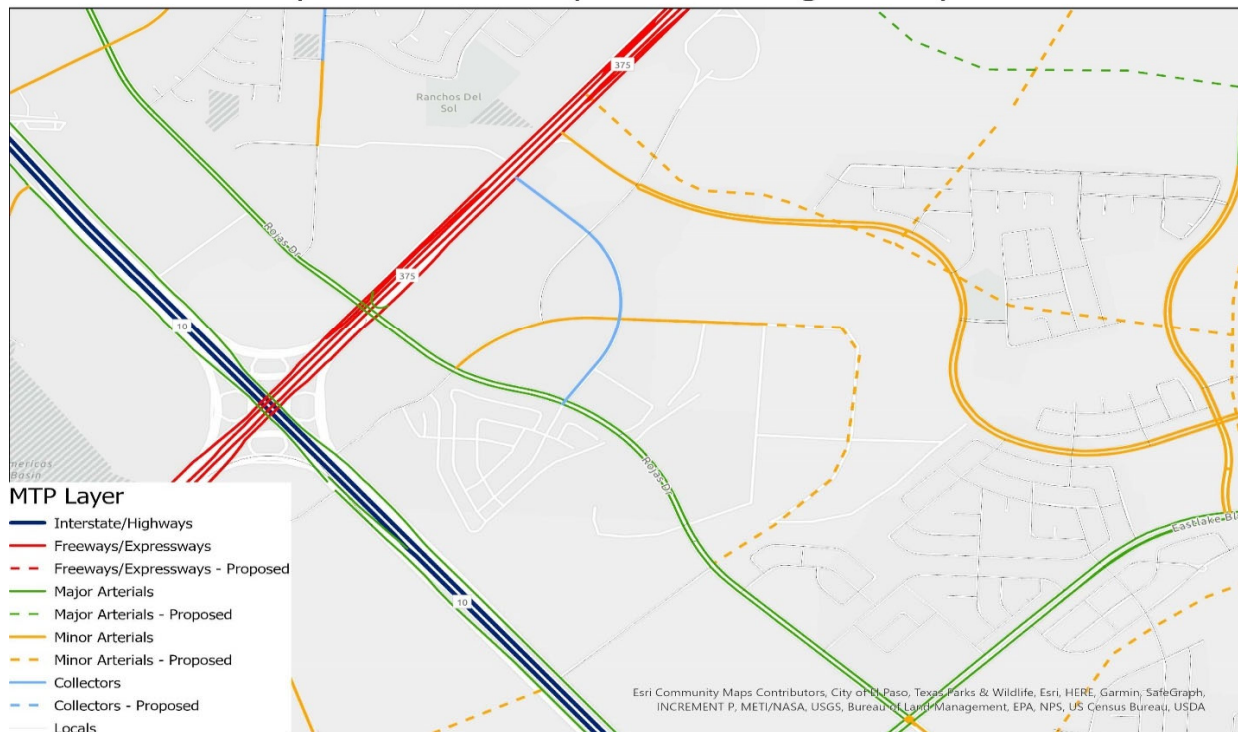 375
Ranchos Del
Sol
Rojas Dr
375
10
Rojas Dr
Basin
MTP Layer
Interstate/Highways
Freeways/Expressways
Freeways/Expressways - Proposed
Major Arterials
Major Arterials - Proposed
Minor Arterials
Minor Arterials - Proposed
Collectors
Collectors - Proposed
Locals
Eastlake Bl
10
Esri Community Maps Contributors, City of El Paso, Texas Parks & Wildlife, Esri, HERE, Garmin, SafeGraph,
INCREMENT P, METI/NASA, USGS, Bureau of Land Management, EPA, NPS, US Census Bureau, USDA